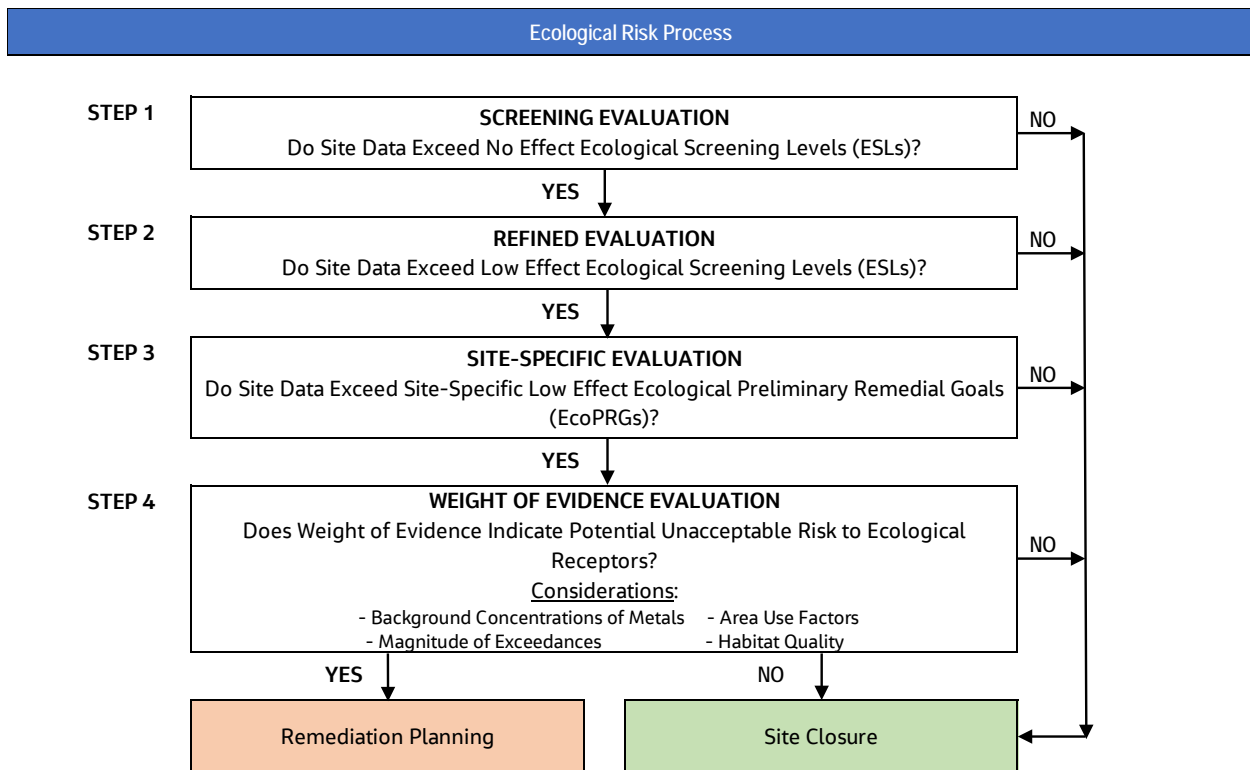 Ecological Risk Process
STEP 1
SCREENING EVALUATION
Do Site Data Exceed No Effect Ecological Screening Levels (ESLs)?
NO
YES
STEP 2
REFINED EVALUATION
Do Site Data Exceed Low Effect Ecological Screening Levels (ESLs)?
NO
YES
STEP 3
SITE-SPECIFIC EVALUATION
Do Site Data Exceed Site-Specific Low Effect Ecological Preliminary Remedial Goals
(EcoPRGs)?
NO
YES
STEP 4
WEIGHT OF EVIDENCE EVALUATION
Does Weight of Evidence Indicate Potential Unacceptable Risk to Ecological
Receptors?
NO
Considerations:
- Background Concentrations of Metals - Area Use Factors
- Magnitude of Exceedances - Habitat Quality
YES NO
Remediation Planning Site Closure